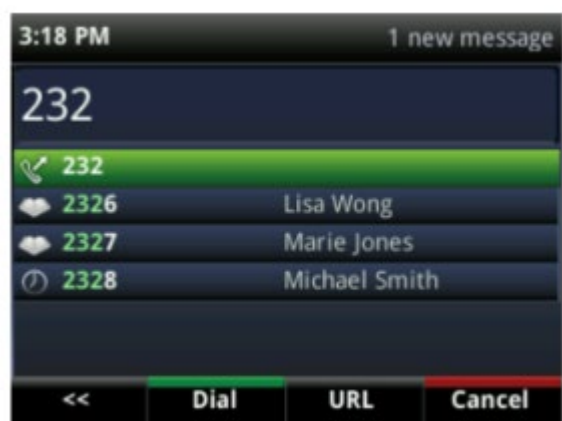 3:18 PM 1 new message
232
232
2326 Lisa Wong
2327 Marie Jones
2328 Michael Smith
<< Dial URL Cancel